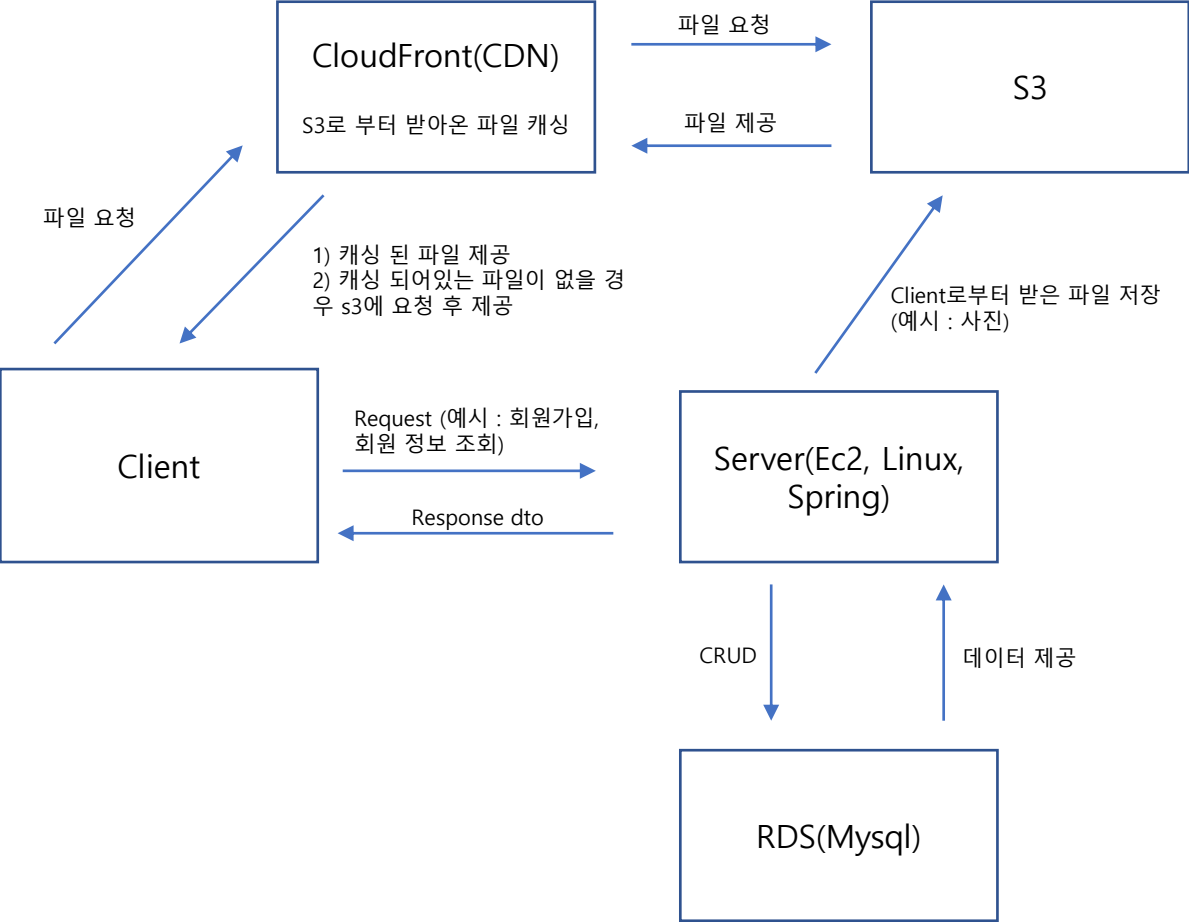 파일 요청
CloudFront(CDN)
S3로 부터 받아온 파일 캐싱
S3
파일 제공
파일 요청
1) 캐싱 된 파일 제공
2) 캐싱 되어있는 파일이 없을 경
우 s3에 요청 후 제공
Client로부터 받은 파일 저장
(예시 : 사진)
Client
Request (예시 : 회원가입,
회원 정보 조회)
Response dto
Server(Ec2, Linux,
Spring)
CRUD
데이터 제공
RDS(Mysql)